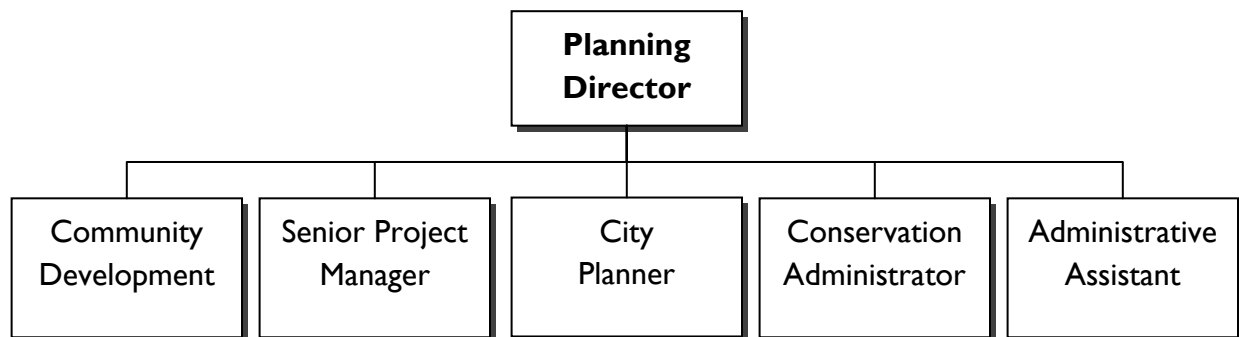 Planning
Director
Community
Development
Senior Project
Manager
City
Planner
Conservation
Administrator
Administrative
Assistant